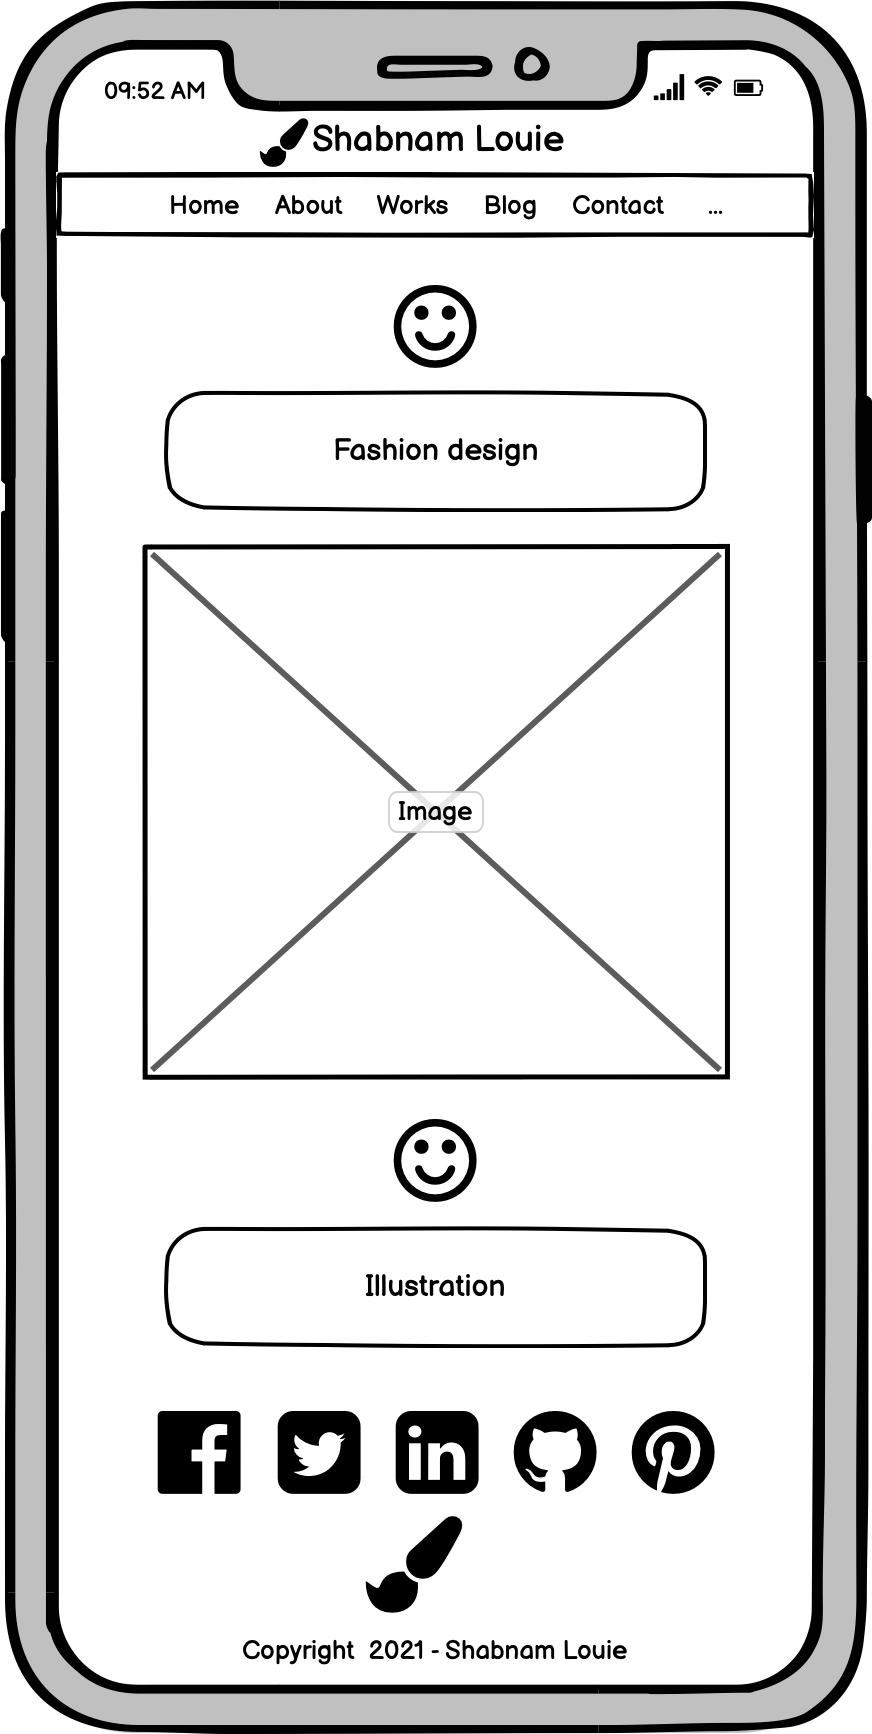 09:52 AM
Shabnam Louie
Home About Works Blog Contact ...
Fashion design
Image
Illustration
Copyright 2021 - Shabnam Louie